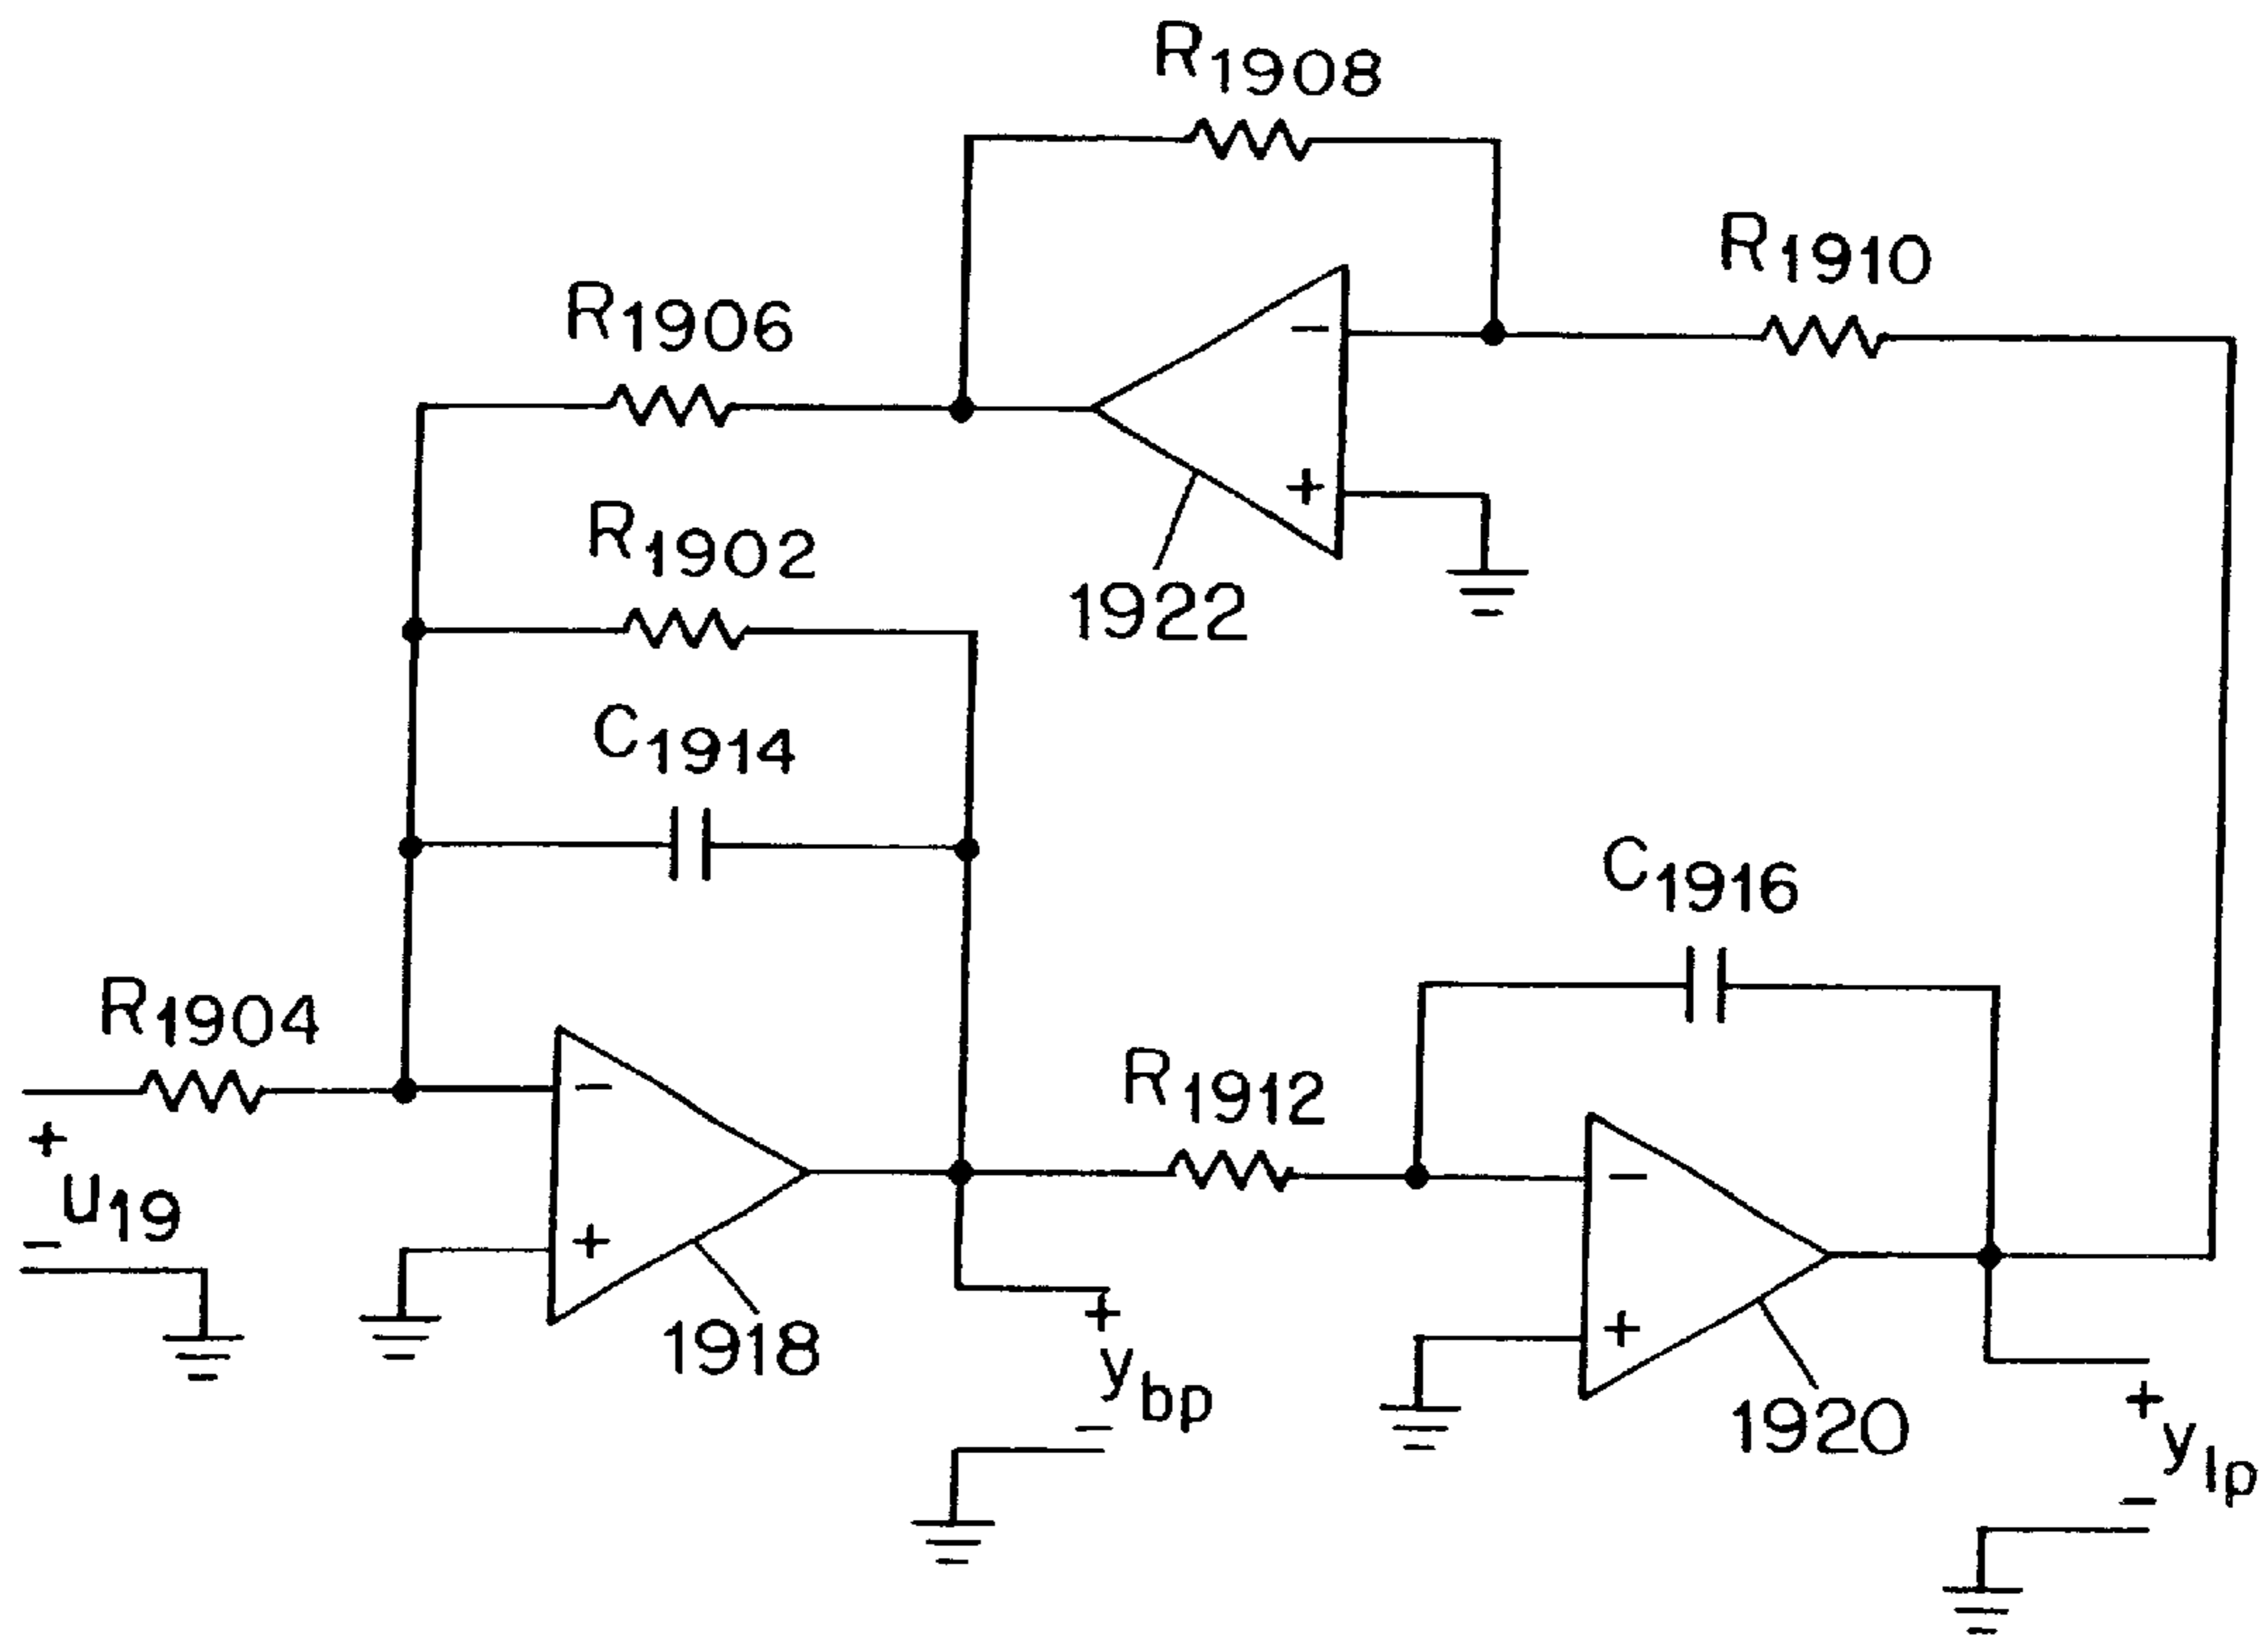 R1908
R1910
R1906
−
+
R1902
1922
C1914
C1916
R1904
−
R1912
+
u19
−
+
−
1918
+
ybp
−
+
1920
+
ylp
−